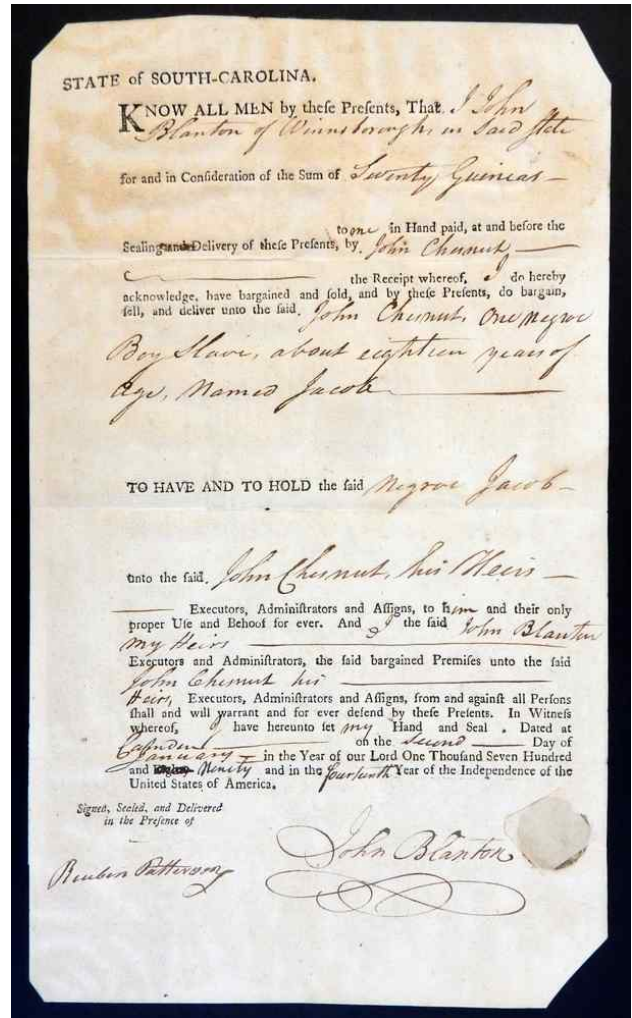 STATE of SOUTH-CAROLINA.
KNOW ALL MEN by theſe Preſents, That I John
Blanton of Winnsborough, in said state
for and in Conſideration of the Sum of Seventy Guineas —
to me in Hand paid, at and before the
Sealing and Delivery of theſe Preſents, by John Chesnut —
the Receipt whereof, I do hereby
acknowledge, have bargained and ſold, and by theſe Preſents, do bargain,
ſell, and deliver unto the ſaid John Chesnut, One negroe
Boy Slave, about eighteen years of
Age, Named Jacob —
TO HAVE AND TO HOLD the ſaid Negroe Jacob —
unto the ſaid John Chesnut, his Heirs —
— Executors, Adminiſtrators and Aſſigns, to him and their only
proper Uſe and Behoof for ever. And I the ſaid John Blanton
my Heirs —
Executors and Adminiſtrators, the ſaid bargained Premiſes unto the ſaid
John Chesnut his —
Heirs, Executors, Adminiſtrators and Aſſigns, from and againſt all Perſons
ſhall and will warrant and for ever defend by theſe Preſents. In Witneſs
whereof, I have hereunto ſet my Hand and Seal. Dated at
Camden — on the Second — Day of
January — in the Year of our Lord One Thouſand Seven Hundred
and Ninety and in the fourteenth Year of the Independence of the
United States of America.
Signed, Sealed, and Delivered
in the Preſence of
John Blanton
Reuben Patterson